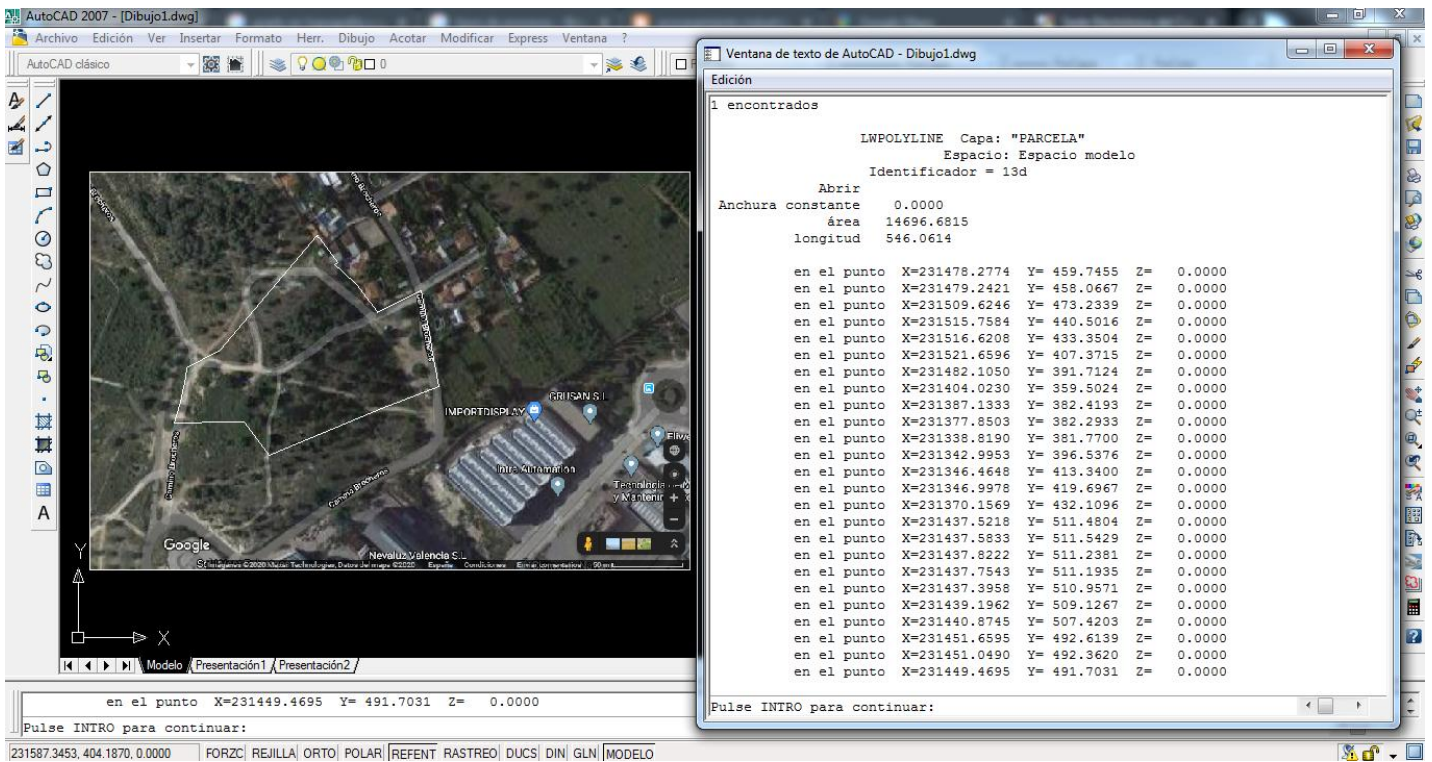 AutoCAD 2007 - [Dibujo1.dwg]
Archivo Edición Ver Insertar Formato Herr. Dibujo Acotar Modificar Express Ventana ?
AutoCAD clásico
0
Camino Brocheros
Camino Brocheros
GRUSAN S.L
IMPORTDISPLAY
Intra Automation
Camino Brocheros
Camino Brocheros
Google
Nevaluz Valencia S.L
España Condiciones Enviar comentarios 50 m
Y
X
Modelo Presentación1 Presentación2
en el punto X=231449.4695 Y= 491.7031 Z= 0.0000
Pulse INTRO para continuar:
231587.3453, 404.1870, 0.0000 FORZC REJILLA ORTO POLAR REFENT RASTREO DUCS DIN GLN MODELO
Ventana de texto de AutoCAD - Dibujo1.dwg
Edición
1 encontrados
LWPOLYLINE Capa: "PARCELA"
Espacio: Espacio modelo
Identificador = 13d
Abrir
Anchura constante 0.0000
área 14696.6815
longitud 546.0614
en el punto X=231478.2774 Y= 459.7455 Z= 0.0000
en el punto X=231479.2421 Y= 458.0667 Z= 0.0000
en el punto X=231509.6246 Y= 473.2339 Z= 0.0000
en el punto X=231515.7584 Y= 440.5016 Z= 0.0000
en el punto X=231516.6208 Y= 433.3504 Z= 0.0000
en el punto X=231521.6596 Y= 407.3715 Z= 0.0000
en el punto X=231482.1050 Y= 391.7124 Z= 0.0000
en el punto X=231404.0230 Y= 359.5024 Z= 0.0000
en el punto X=231387.1333 Y= 382.4193 Z= 0.0000
en el punto X=231377.8503 Y= 382.2933 Z= 0.0000
en el punto X=231338.8190 Y= 381.7700 Z= 0.0000
en el punto X=231342.9953 Y= 396.5376 Z= 0.0000
en el punto X=231346.4648 Y= 413.3400 Z= 0.0000
en el punto X=231346.9978 Y= 419.6967 Z= 0.0000
en el punto X=231370.1569 Y= 432.1096 Z= 0.0000
en el punto X=231437.5218 Y= 511.4804 Z= 0.0000
en el punto X=231437.5833 Y= 511.5429 Z= 0.0000
en el punto X=231437.8222 Y= 511.2381 Z= 0.0000
en el punto X=231437.7543 Y= 511.1935 Z= 0.0000
en el punto X=231437.3958 Y= 510.9571 Z= 0.0000
en el punto X=231439.1962 Y= 509.1267 Z= 0.0000
en el punto X=231440.8745 Y= 507.4203 Z= 0.0000
en el punto X=231451.6595 Y= 492.6139 Z= 0.0000
en el punto X=231451.0490 Y= 492.3620 Z= 0.0000
en el punto X=231449.4695 Y= 491.7031 Z= 0.0000
Pulse INTRO para continuar: